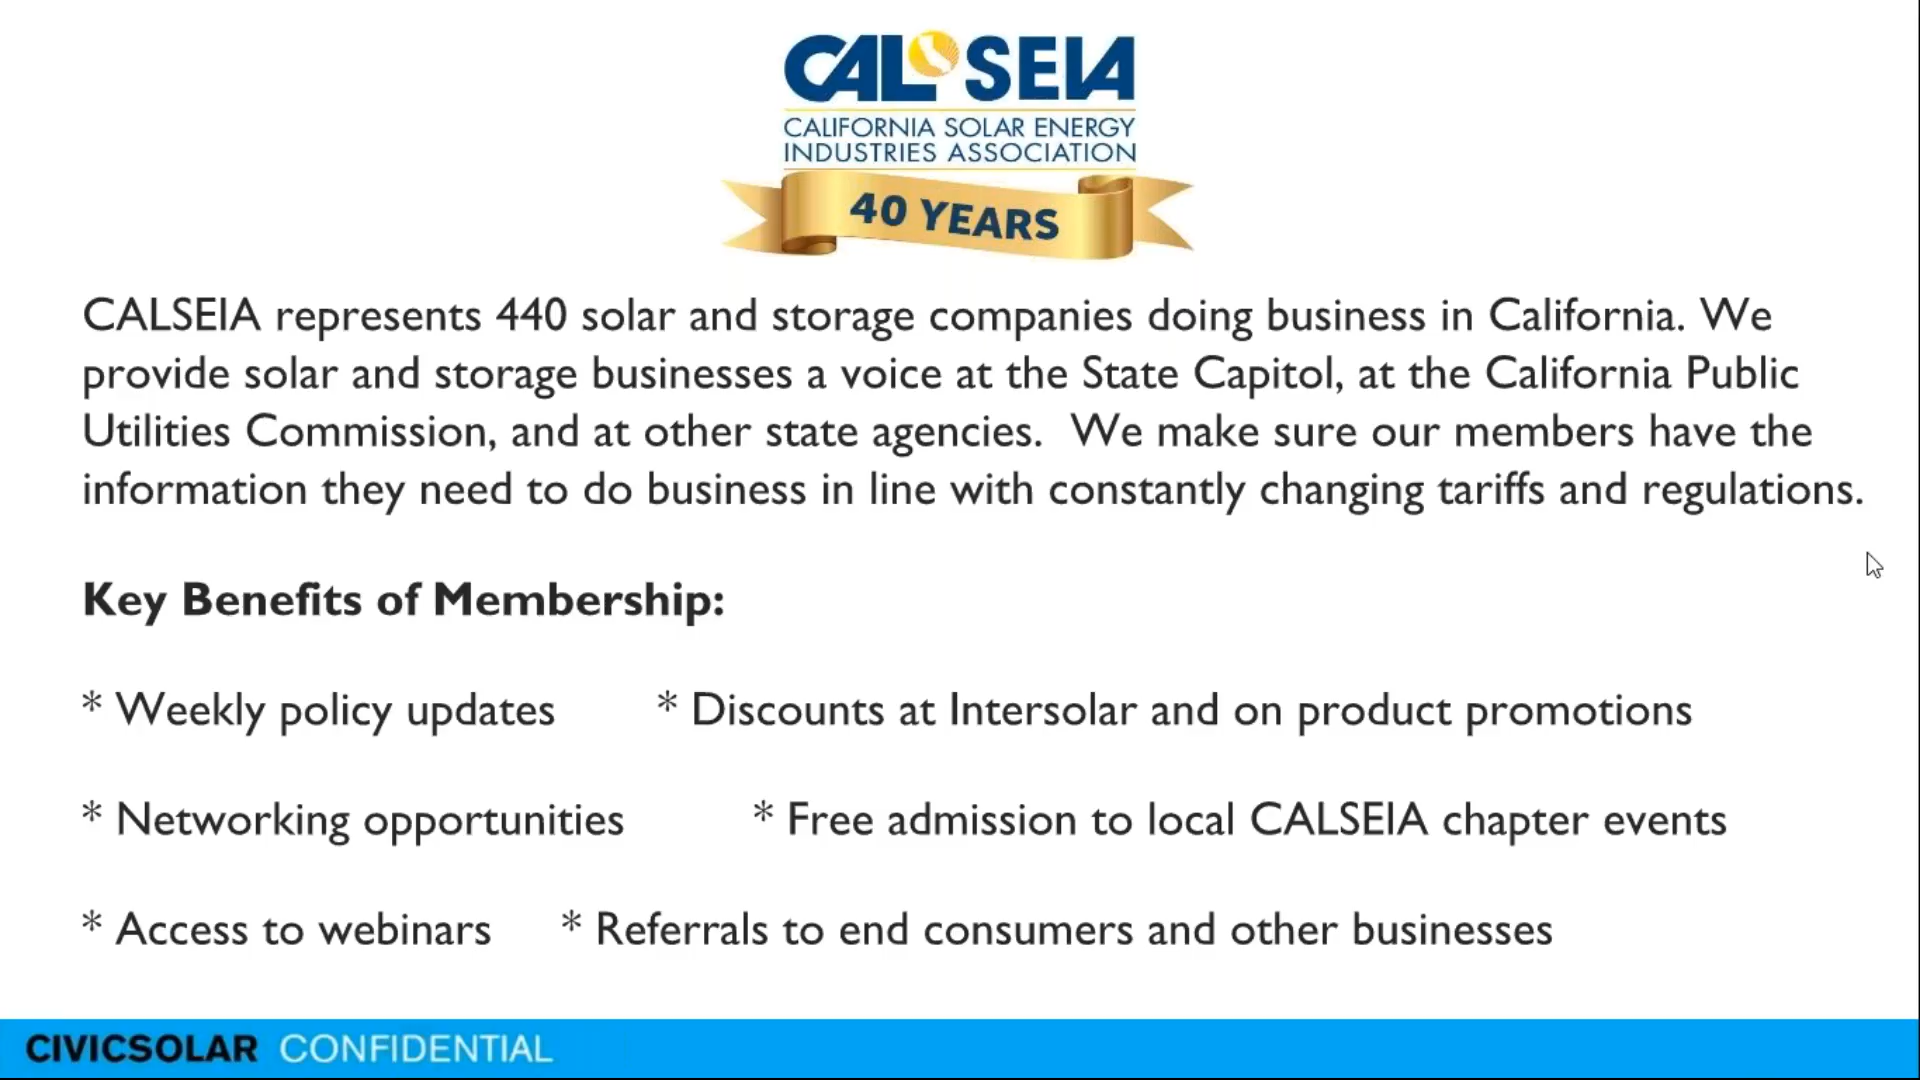 CAL SEIA
CALIFORNIA SOLAR ENERGY
INDUSTRIES ASSOCIATION
40 YEARS
CALSEIA represents 440 solar and storage companies doing business in California. We
provide solar and storage businesses a voice at the State Capitol, at the California Public
Utilities Commission, and at other state agencies.  We make sure our members have the
information they need to do business in line with constantly changing tariffs and regulations.
Key Benefits of Membership:
* Weekly policy updates * Discounts at Intersolar and on product promotions
* Networking opportunities * Free admission to local CALSEIA chapter events
* Access to webinars * Referrals to end consumers and other businesses
CIVICSOLAR CONFIDENTIAL